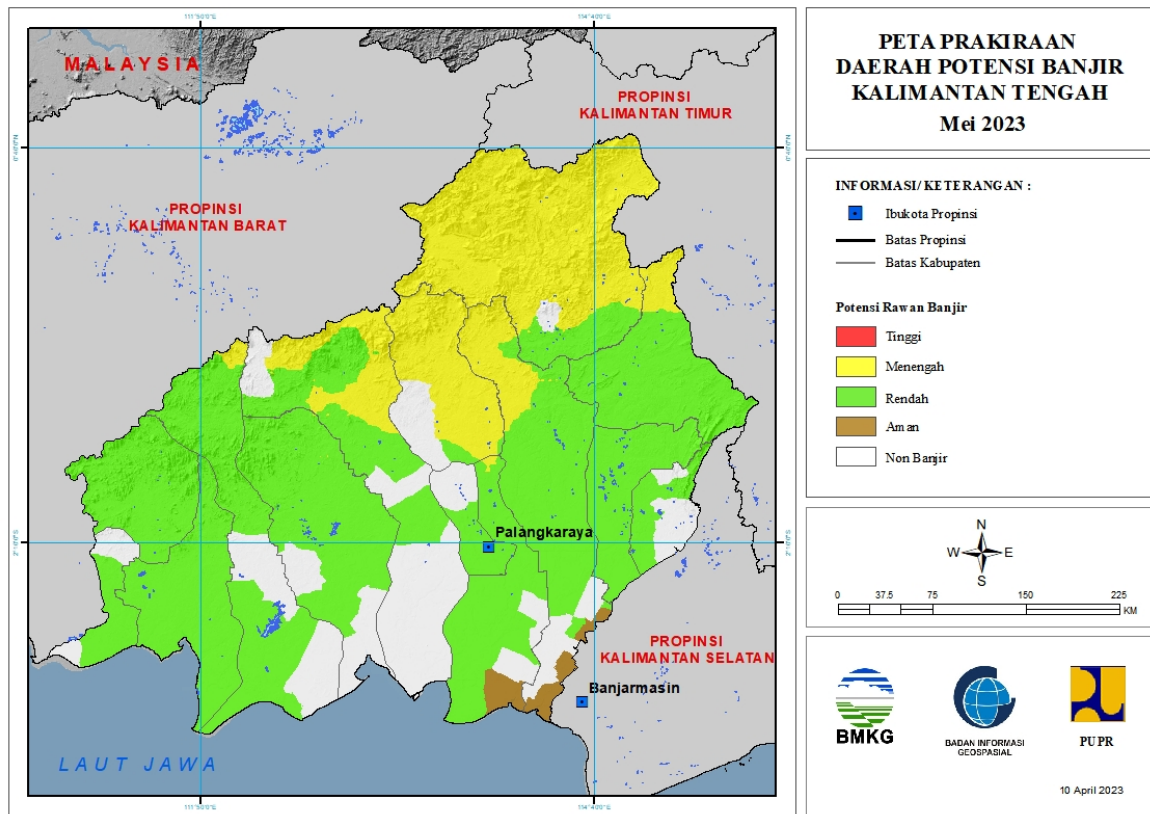 PETA PRAKIRAAN
DAERAH POTENSI BANJIR
KALIMANTAN TENGAH
Mei 2023
INFORMASI/ KETERANGAN :
Ibukota Propinsi
Batas Propinsi
Batas Kabupaten
Potensi Rawan Banjir
Tinggi
Menengah
Rendah
Aman
Non Banjir
N
W E
S
0 37.5 75 150 225
KM
BMKG
BADAN INFORMASI
GEOSPASIAL
PUPR
10 April 2023
MALAYSIA
PROPINSI
KALIMANTAN TIMUR
PROPINSI
KALIMANTAN BARAT
Palangkaraya
PROPINSI
KALIMANTAN SELATAN
Banjarmasin
LAUT JAWA